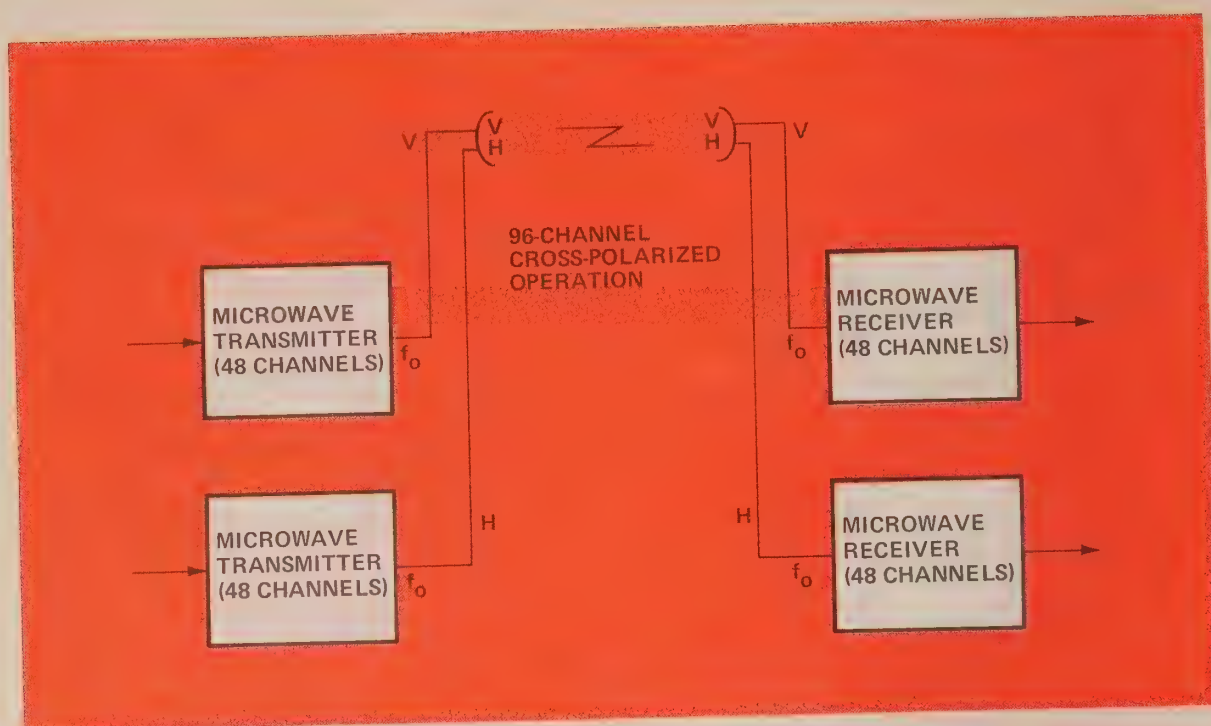 V
V
H
V
H
V
96-CHANNEL
CROSS-POLARIZED
OPERATION
MICROWAVE
TRANSMITTER
(48 CHANNELS)
fo
MICROWAVE
RECEIVER
(48 CHANNELS)
fo
H
H
MICROWAVE
TRANSMITTER
(48 CHANNELS)
fo
MICROWAVE
RECEIVER
(48 CHANNELS)
fo